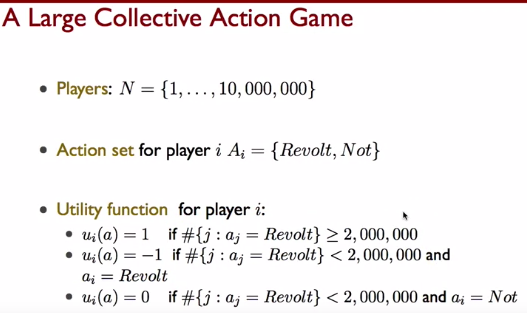 A Large Collective Action Game
• Players: N = {1, . . . , 10, 000, 000}
• Action set for player i A_i = {Revolt, Not}
• Utility function for player i:
• u_i(a) = 1 if #{j : a_j = Revolt} ≥ 2, 000, 000
• u_i(a) = −1 if #{j : a_j = Revolt} < 2, 000, 000 and
a_i = Revolt
• u_i(a) = 0 if #{j : a_j = Revolt} < 2, 000, 000 and a_i = Not